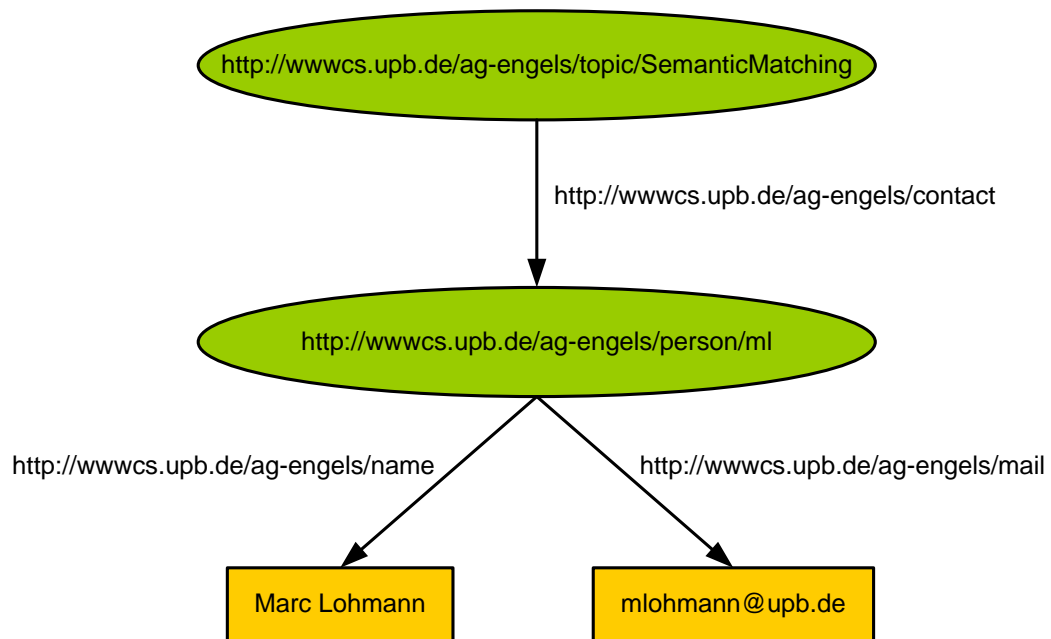 http://wwwcs.upb.de/ag-engels/topic/SemanticMatching
http://wwwcs.upb.de/ag-engels/contact
http://wwwcs.upb.de/ag-engels/person/ml
http://wwwcs.upb.de/ag-engels/name
http://wwwcs.upb.de/ag-engels/mail
Marc Lohmann
mlohmann@upb.de